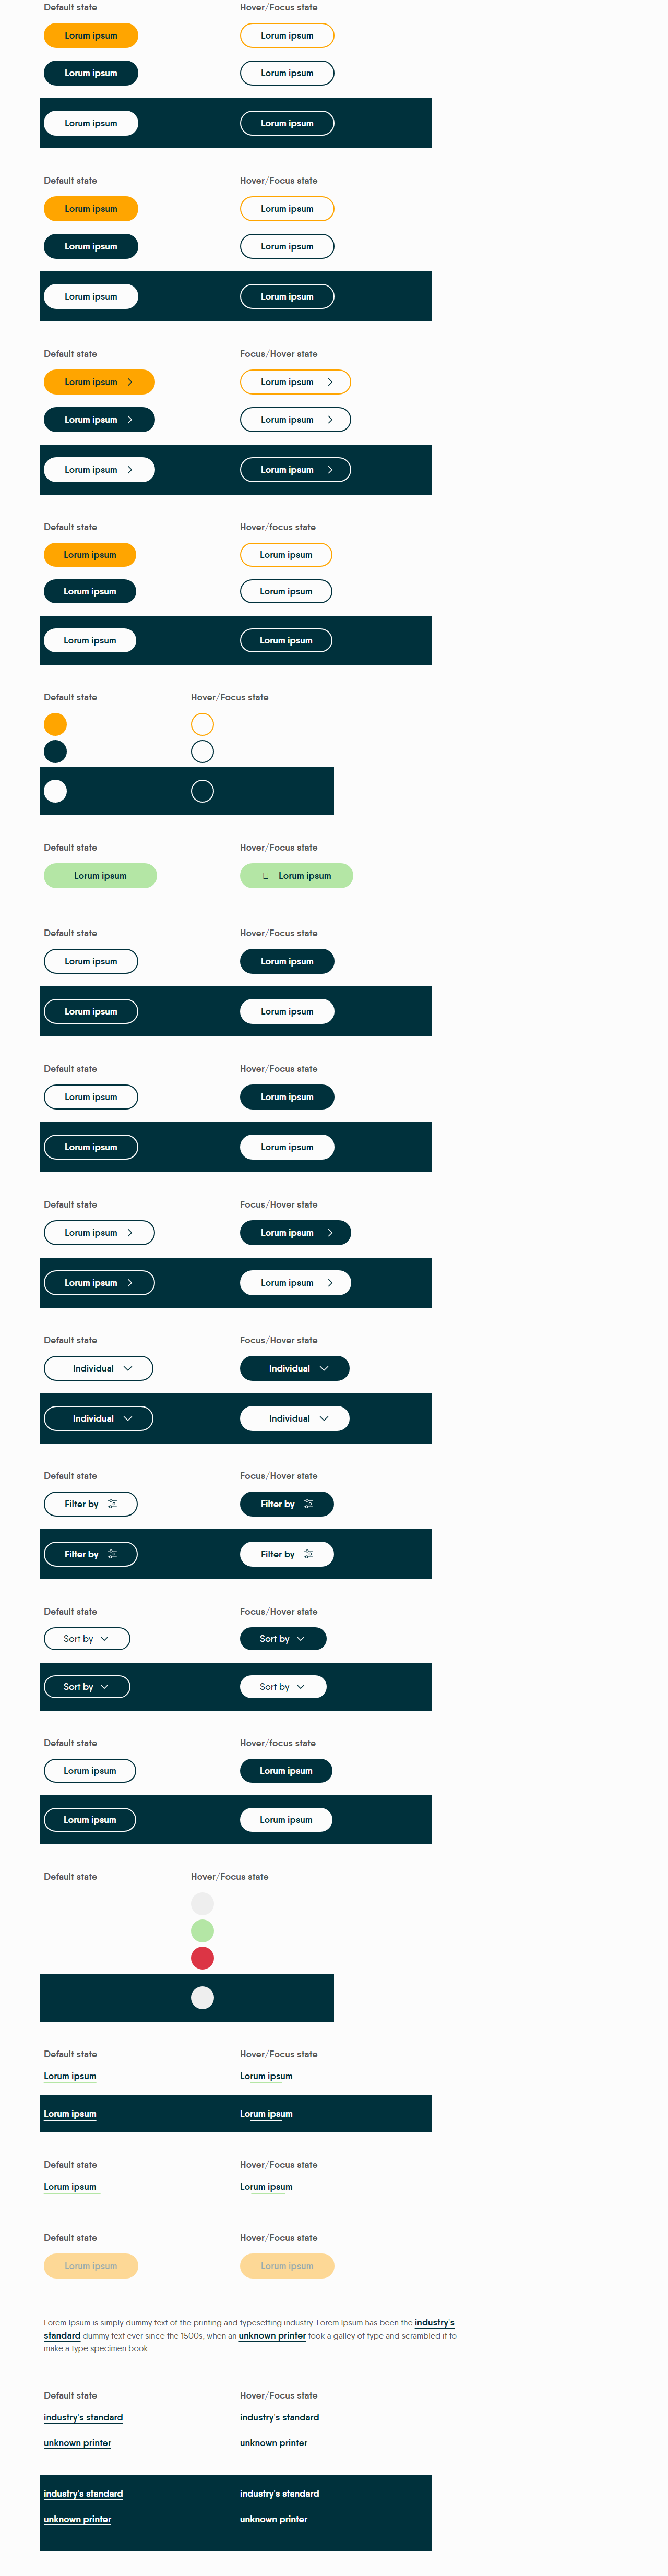 Default state Hover/Focus state
Lorum ipsum Lorum ipsum
Lorum ipsum Lorum ipsum
Lorum ipsum Lorum ipsum
Default state Hover/Focus state
Lorum ipsum Lorum ipsum
Lorum ipsum Lorum ipsum
Lorum ipsum Lorum ipsum
Default state Focus/Hover state
Lorum ipsum Lorum ipsum
Lorum ipsum Lorum ipsum
Lorum ipsum Lorum ipsum
Default state Hover/focus state
Lorum ipsum Lorum ipsum
Lorum ipsum Lorum ipsum
Lorum ipsum Lorum ipsum
Default state Hover/Focus state
Default state Hover/Focus state
Lorum ipsum Lorum ipsum
Default state Hover/Focus state
Lorum ipsum Lorum ipsum
Lorum ipsum Lorum ipsum
Default state Hover/Focus state
Lorum ipsum Lorum ipsum
Lorum ipsum Lorum ipsum
Default state Focus/Hover state
Lorum ipsum Lorum ipsum
Lorum ipsum Lorum ipsum
Default state Focus/Hover state
Individual Individual
Individual Individual
Default state Focus/Hover state
Filter by Filter by
Filter by Filter by
Default state Focus/Hover state
Sort by Sort by
Sort by Sort by
Default state Hover/focus state
Lorum ipsum Lorum ipsum
Lorum ipsum Lorum ipsum
Default state Hover/Focus state
Default state Hover/Focus state
Lorum ipsum Lorum ipsum
Lorum ipsum Lorum ipsum
Default state Hover/Focus state
Lorum ipsum Lorum ipsum
Default state Hover/Focus state
Lorum ipsum Lorum ipsum
Lorem Ipsum is simply dummy text of the printing and typesetting industry. Lorem Ipsum has been the industry's
standard dummy text ever since the 1500s, when an unknown printer took a galley of type and scrambled it to
make a type specimen book.
Default state Hover/Focus state
industry's standard industry's standard
unknown printer unknown printer
industry's standard industry's standard
unknown printer unknown printer